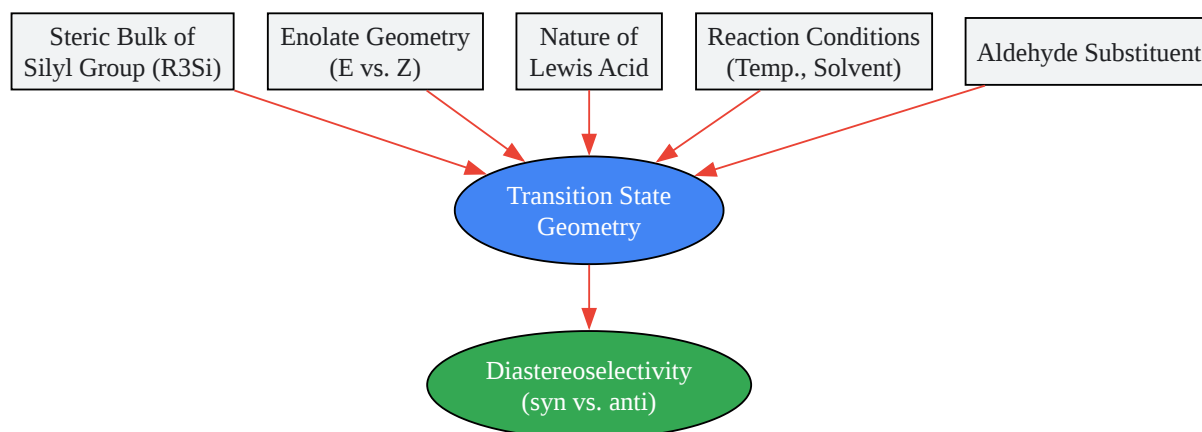 Steric Bulk of
Silyl Group (R3Si)
Enolate Geometry
(E vs. Z)
Nature of
Lewis Acid
Reaction Conditions
(Temp., Solvent)
Aldehyde Substituent
Transition State
Geometry
Diastereoselectivity
(syn vs. anti)